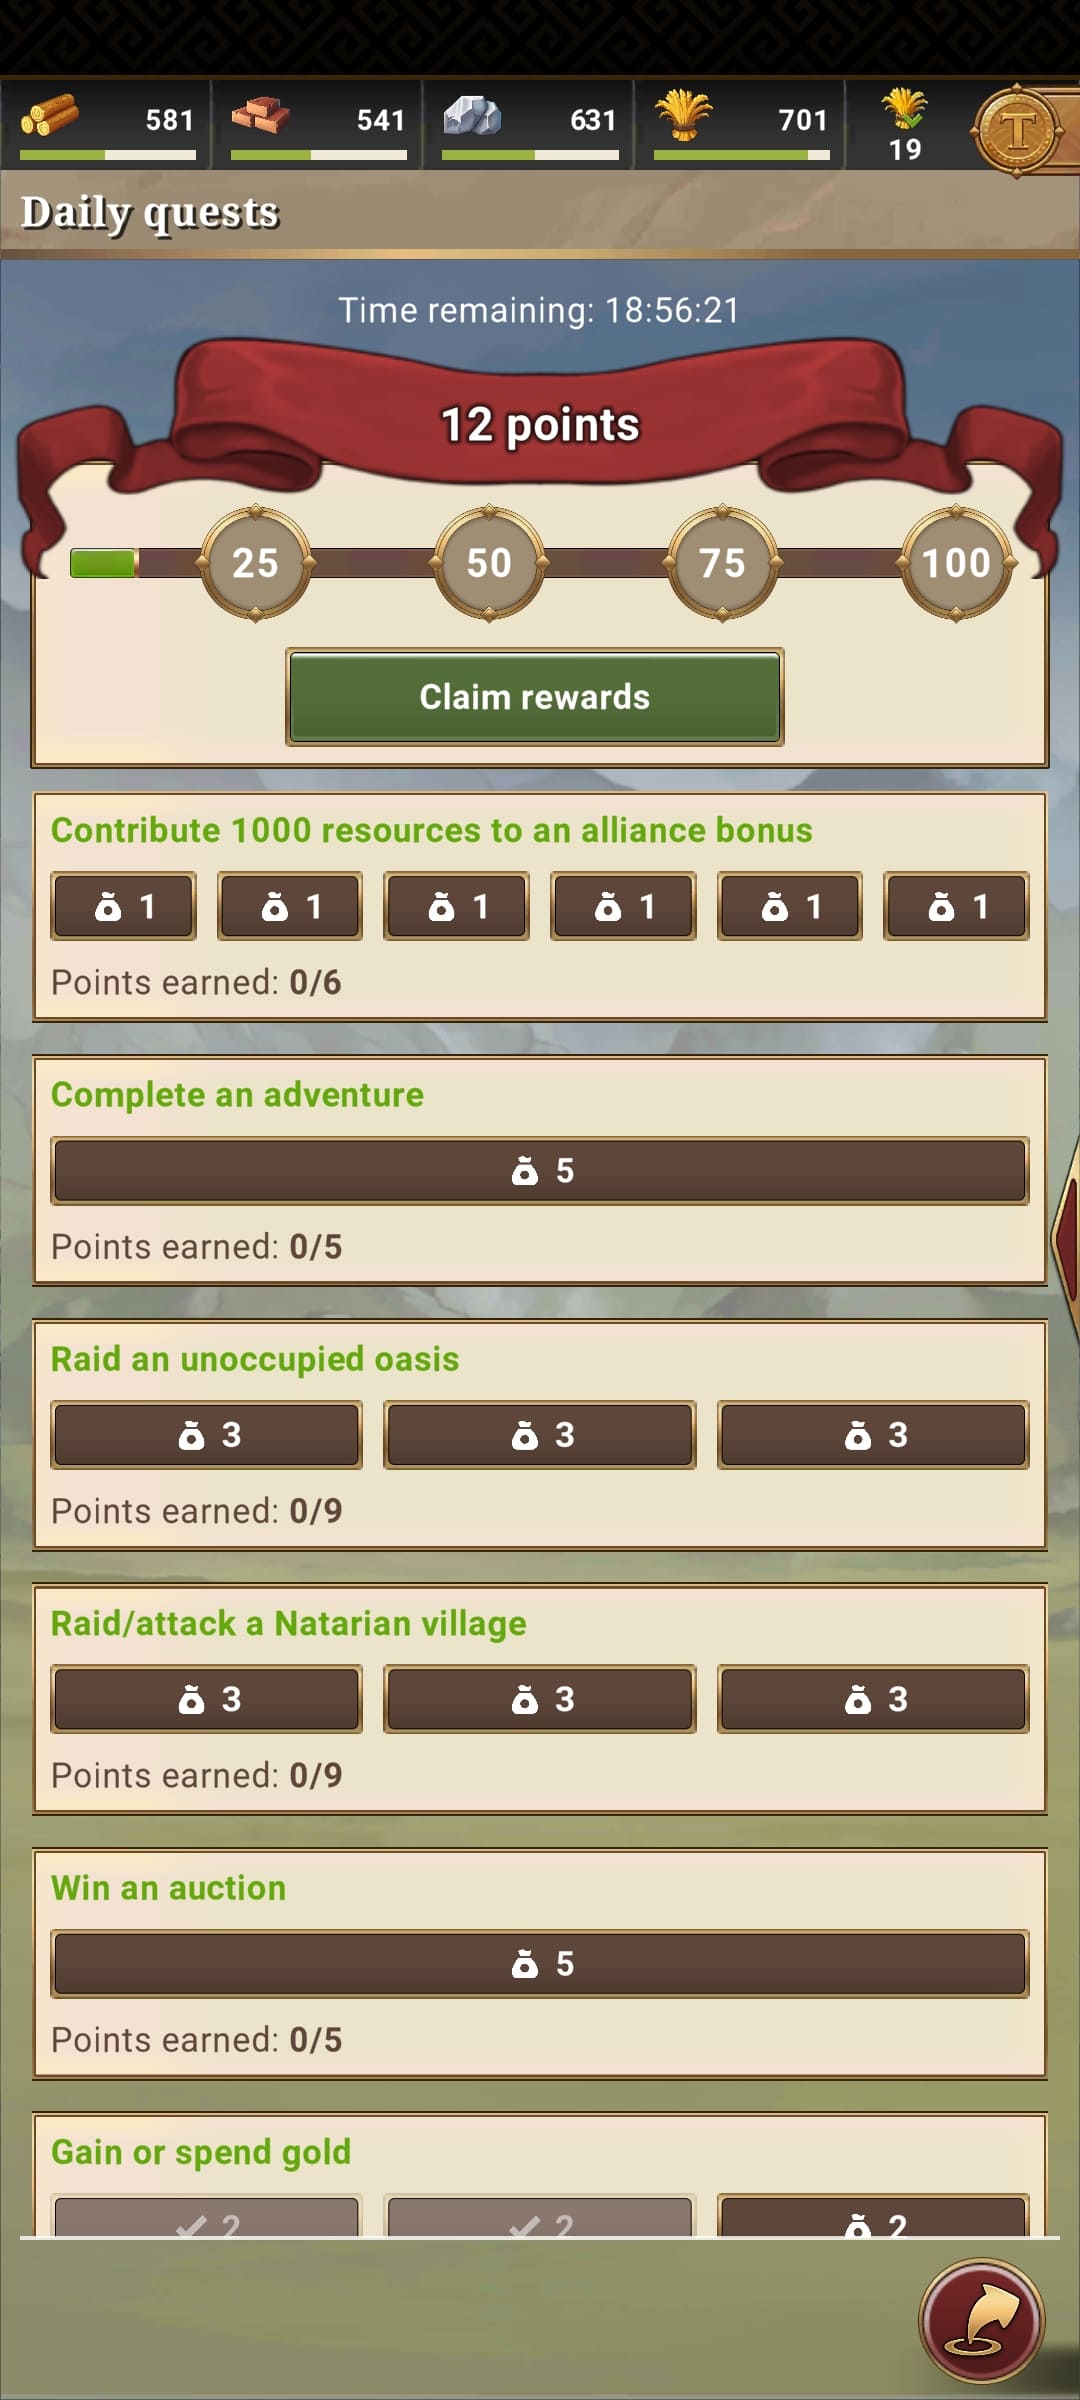 581 541 631 701 19
Daily quests
Time remaining: 18:56:21
12 points
25 50 75 100
Claim rewards
Contribute 1000 resources to an alliance bonus
1 1 1 1 1 1
Points earned: 0/6
Complete an adventure
5
Points earned: 0/5
Raid an unoccupied oasis
3 3 3
Points earned: 0/9
Raid/attack a Natarian village
3 3 3
Points earned: 0/9
Win an auction
5
Points earned: 0/5
Gain or spend gold
2 2 2